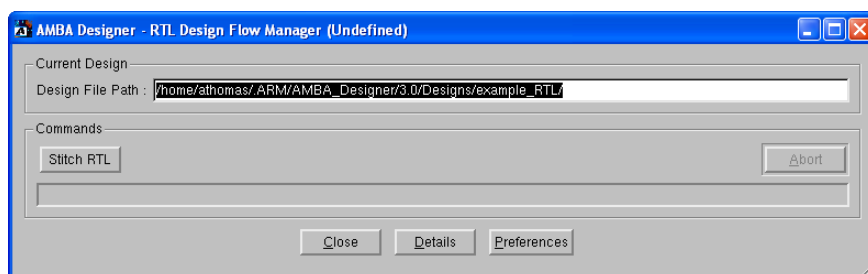 AMBA Designer - RTL Design Flow Manager (Undefined)
Current Design
Design File Path : /home/athomas/.ARM/AMBA_Designer/3.0/Designs/example_RTL/
Commands
Stitch RTL Abort
Close Details Preferences